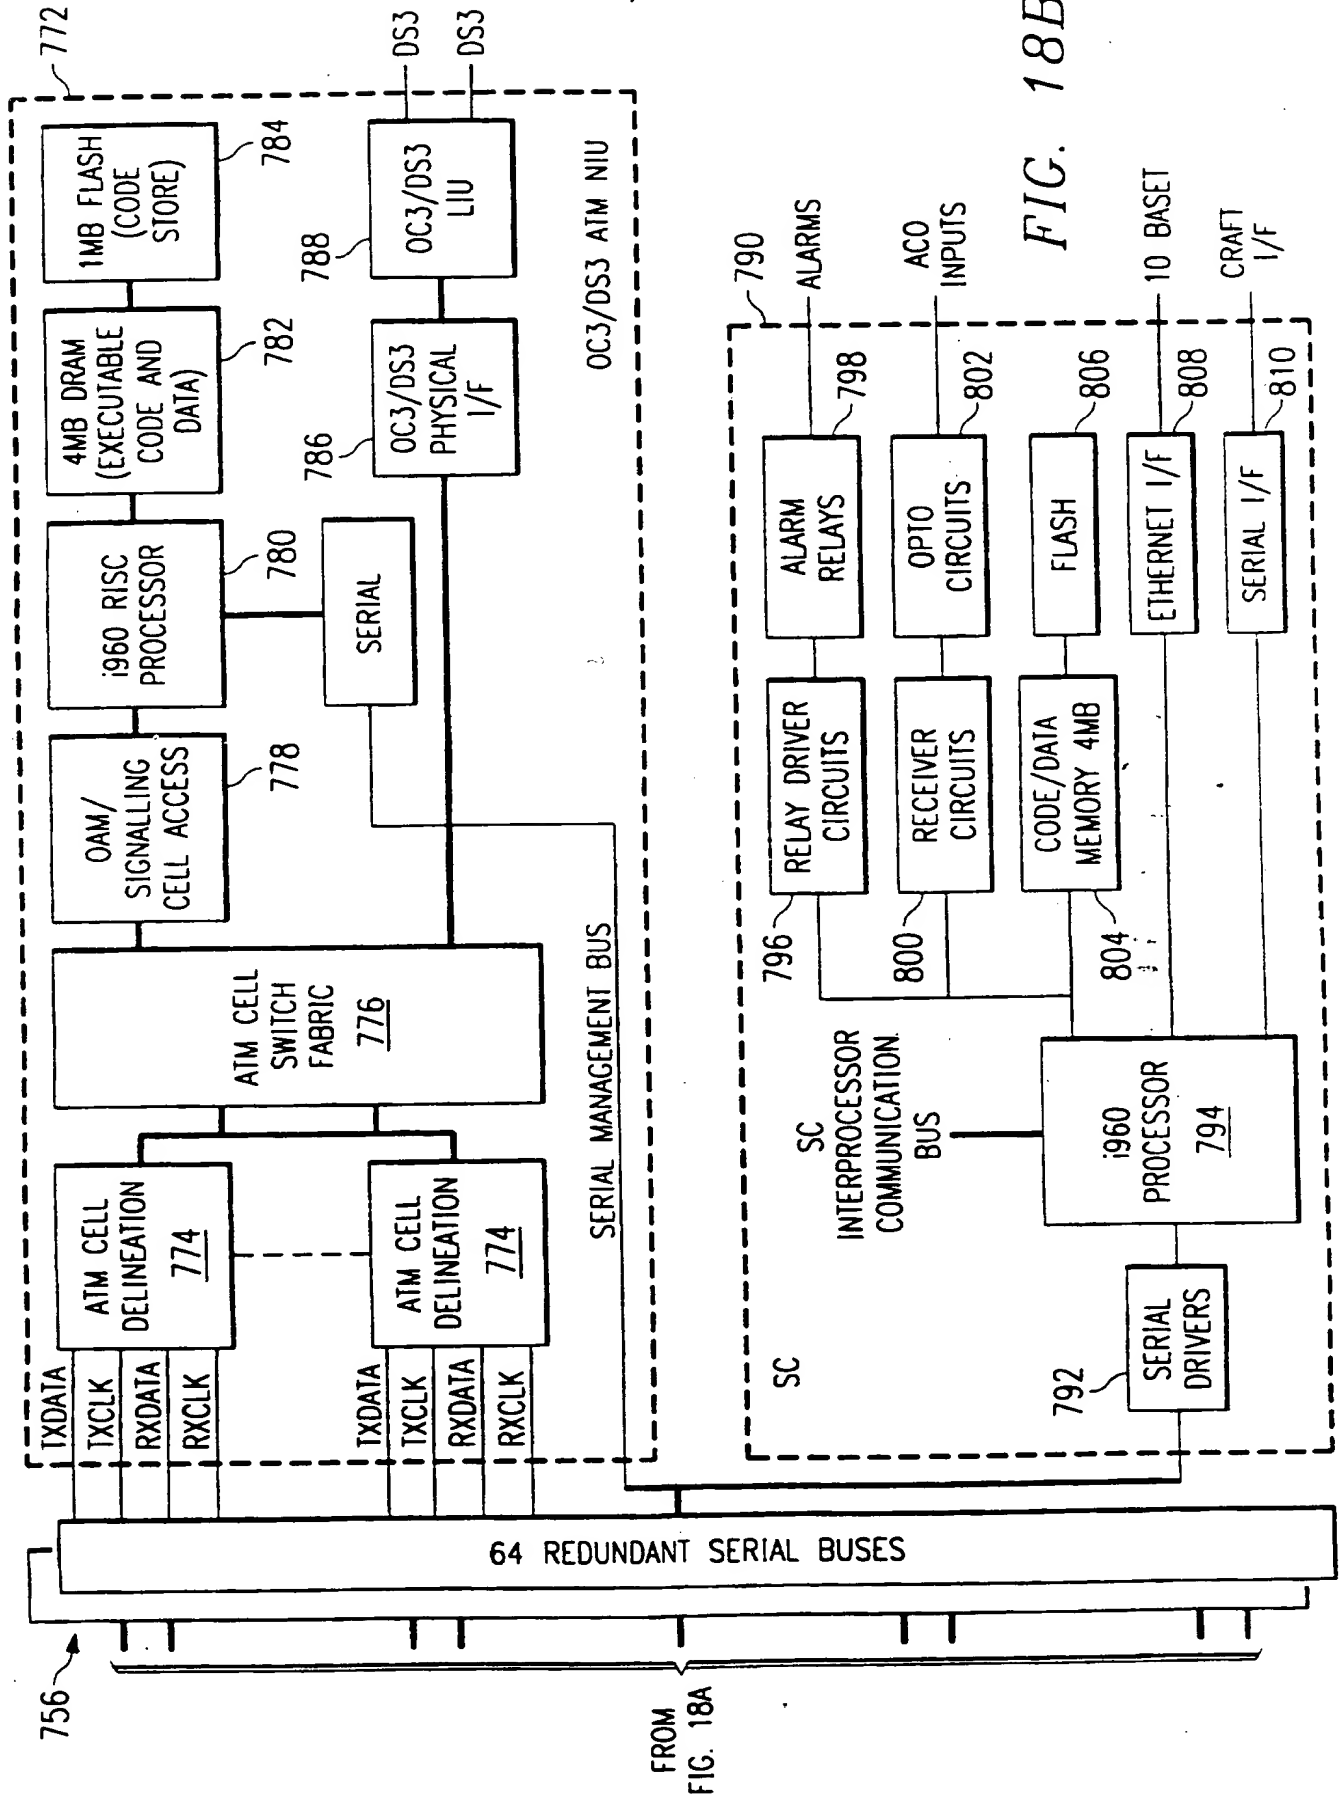 772
1MB FLASH
(CODE
STORE)
784
4MB DRAM
(EXECUTABLE
CODE AND
DATA)
782
i960 RISC
PROCESSOR
780
OAM/
SIGNALLING
CELL ACCESS
778
SERIAL
DS3
DS3
OC3/DS3
LIU
788
OC3/DS3
PHYSICAL
I/F
786
OC3/DS3 ATM NIU
ATM CELL
SWITCH
FABRIC
776
ATM CELL
DELINEATION
774
ATM CELL
DELINEATION
774
TXDATA
TXCLK
RXDATA
RXCLK
TXDATA
TXCLK
RXDATA
RXCLK
SERIAL MANAGEMENT BUS
64 REDUNDANT SERIAL BUSES
756
FROM
FIG. 18A
790
ALARMS
ACO
INPUTS
10 BASET
CRAFT
I/F
ALARM
RELAYS
798
OPTO
CIRCUITS
802
FLASH
806
ETHERNET I/F
808
SERIAL I/F
810
RELAY DRIVER
CIRCUITS
796
RECEIVER
CIRCUITS
800
CODE/DATA
MEMORY 4MB
804
SC
INTERPROCESSOR
COMMUNICATION
BUS
i960
PROCESSOR
794
SERIAL
DRIVERS
792
SC
FIG. 18B